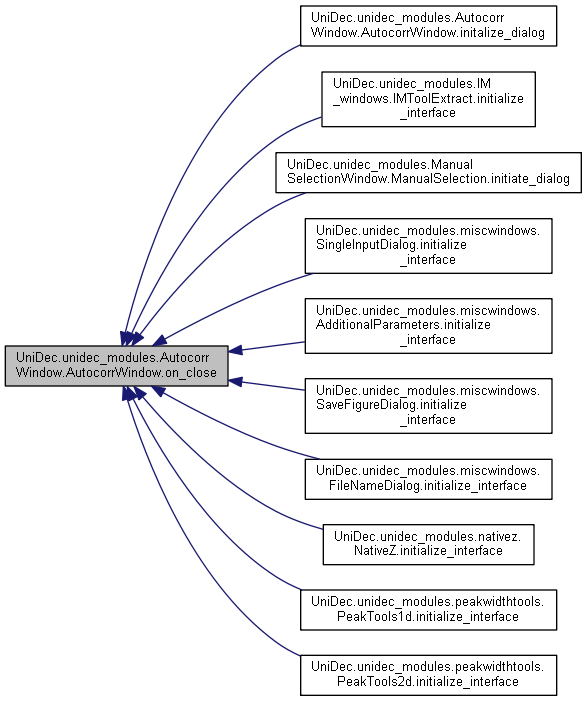 UniDec.unidec_modules.Autocorr
Window.AutocorrWindow.initalize_dialog
UniDec.unidec_modules.IM
_windows.IMToolExtract.initialize
_interface
UniDec.unidec_modules.Manual
SelectionWindow.ManualSelection.initiate_dialog
UniDec.unidec_modules.miscwindows.
SingleInputDialog.initialize
_interface
UniDec.unidec_modules.miscwindows.
AdditionalParameters.initialize
_interface
UniDec.unidec_modules.Autocorr
Window.AutocorrWindow.on_close
UniDec.unidec_modules.miscwindows.
SaveFigureDialog.initialize
_interface
UniDec.unidec_modules.miscwindows.
FileNameDialog.initialize_interface
UniDec.unidec_modules.nativez.
NativeZ.initialize_interface
UniDec.unidec_modules.peakwidthtools.
PeakTools1d.initialize_interface
UniDec.unidec_modules.peakwidthtools.
PeakTools2d.initialize_interface